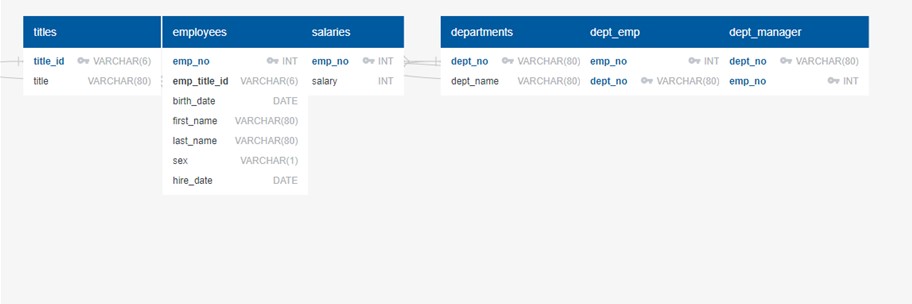 titles
title_id VARCHAR(6)
title VARCHAR(80)
employees
emp_no INT
emp_title_id VARCHAR(6)
birth_date DATE
first_name VARCHAR(80)
last_name VARCHAR(80)
sex VARCHAR(1)
hire_date DATE
salaries
emp_no INT
salary INT
departments
dept_no VARCHAR(80)
dept_name VARCHAR(80)
dept_emp
emp_no INT
dept_no VARCHAR(80)
dept_manager
dept_no VARCHAR(80)
emp_no INT